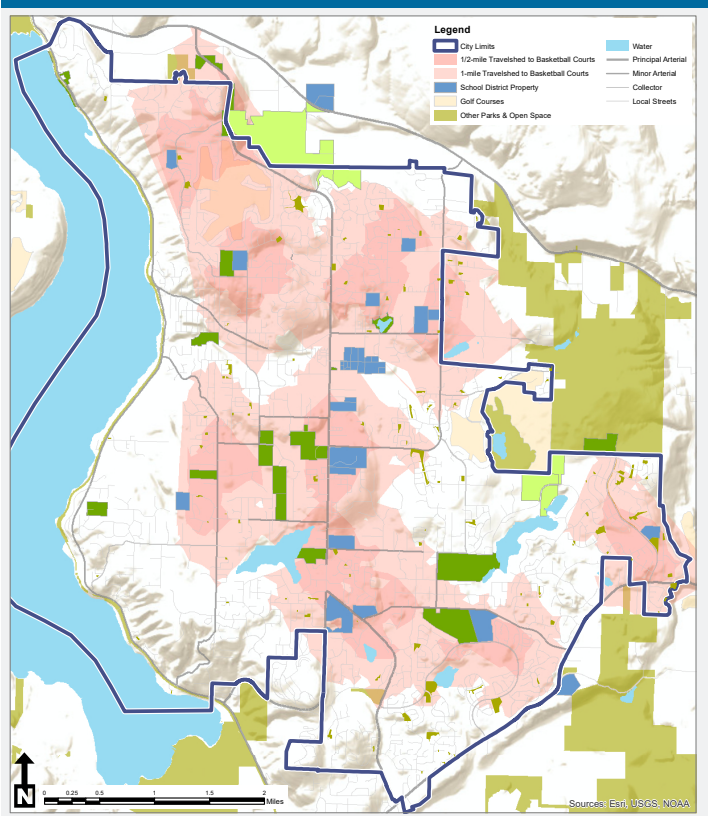 Legend
City Limits
1/2-mile Travelshed to Basketball Courts
1-mile Travelshed to Basketball Courts
School District Property
Golf Courses
Other Parks & Open Space
Water
Principal Arterial
Minor Arterial
Collector
Local Streets
N
0 0.25 0.5 1 1.5 2
Miles
Sources: Esri, USGS, NOAA